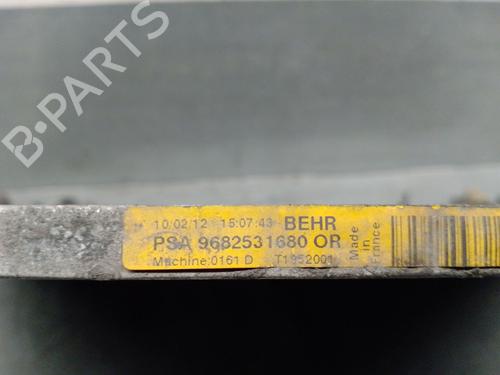 B-PARTS
10/02/12 15:07:43 BEHR
PSA 9682531680 OR
Machine:0161 D T1952001
Made
in
France